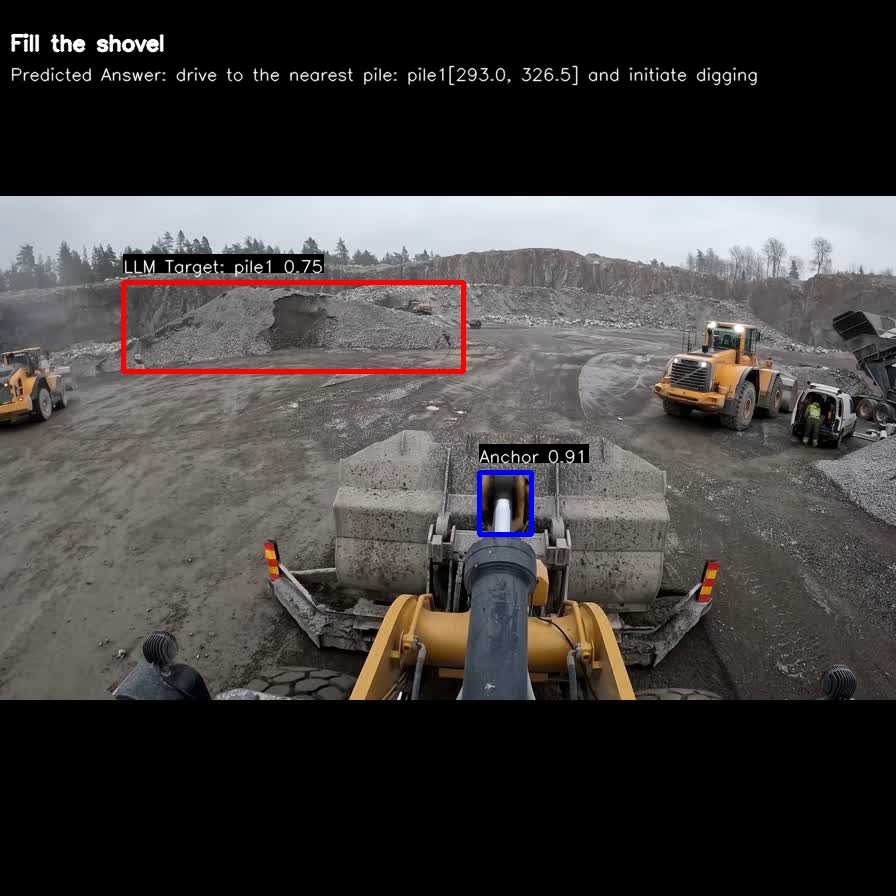 Fill the shovel
Predicted Answer: drive to the nearest pile: pile1[293.0, 326.5] and initiate digging
LLM Target: pile1 0.75
Anchor 0.91